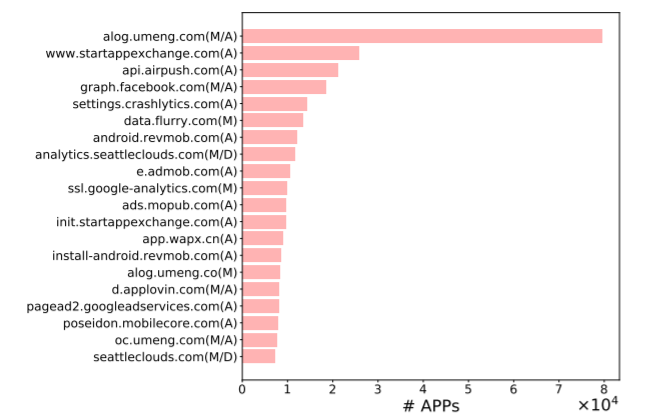 alog.umeng.com(M/A)
www.startappexchange.com(A)
api.airpush.com(A)
graph.facebook.com(M/A)
settings.crashlytics.com(A)
data.flurry.com(M)
android.revmob.com(A)
analytics.seattleclouds.com(M/D)
e.admob.com(A)
ssl.google-analytics.com(M)
ads.mopub.com(A)
init.startappexchange.com(A)
app.wapx.cn(A)
install-android.revmob.com(A)
alog.umeng.co(M)
d.applovin.com(M/A)
pagead2.googleadservices.com(A)
poseidon.mobilecore.com(A)
oc.umeng.com(M/A)
seattleclouds.com(M/D)
0 1 2 3 4 5 6 7 8
# APPs ×10⁴